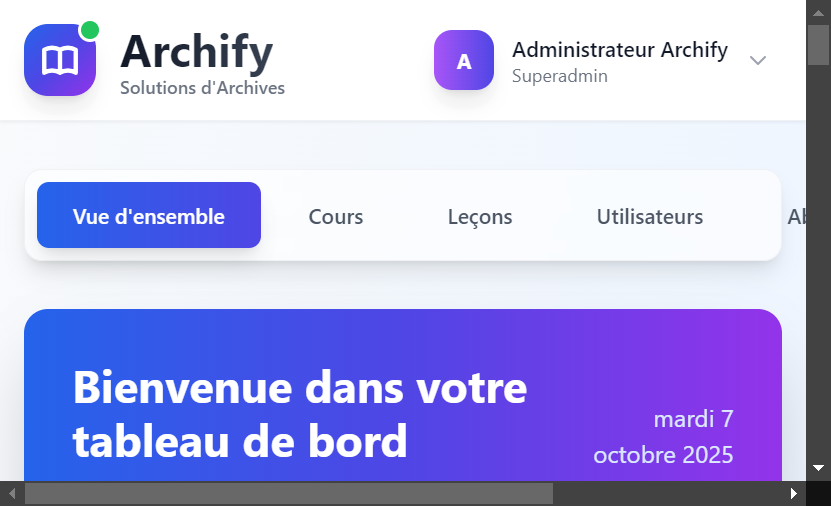 Archify
Solutions d'Archives
A
Administrateur Archify
Superadmin
Vue d'ensemble
Cours
Leçons
Utilisateurs
Ab
Bienvenue dans votre
tableau de bord
mardi 7
octobre 2025